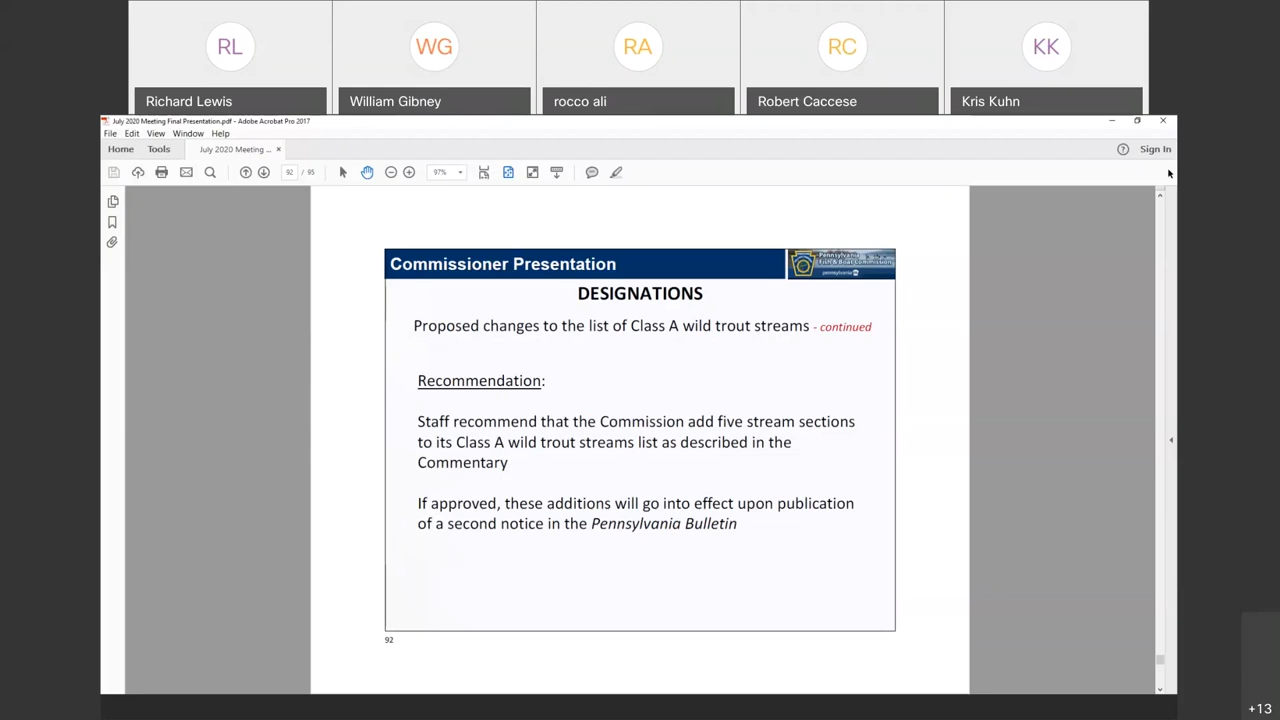 RL
WG
RA
RC
KK
Richard Lewis
William Gibney
rocco ali
Robert Caccese
Kris Kuhn
July 2020 Meeting Final Presentation.pdf - Adobe Acrobat Pro 2017
File Edit View Window Help
Home Tools July 2020 Meeting ... × Sign In
92 / 95 97%
Commissioner Presentation
Pennsylvania
Fish & Boat Commission
pennsylvania
DESIGNATIONS
Proposed changes to the list of Class A wild trout streams - continued
Recommendation:
Staff recommend that the Commission add five stream sections
to its Class A wild trout streams list as described in the
Commentary
If approved, these additions will go into effect upon publication
of a second notice in the Pennsylvania Bulletin
92
+13